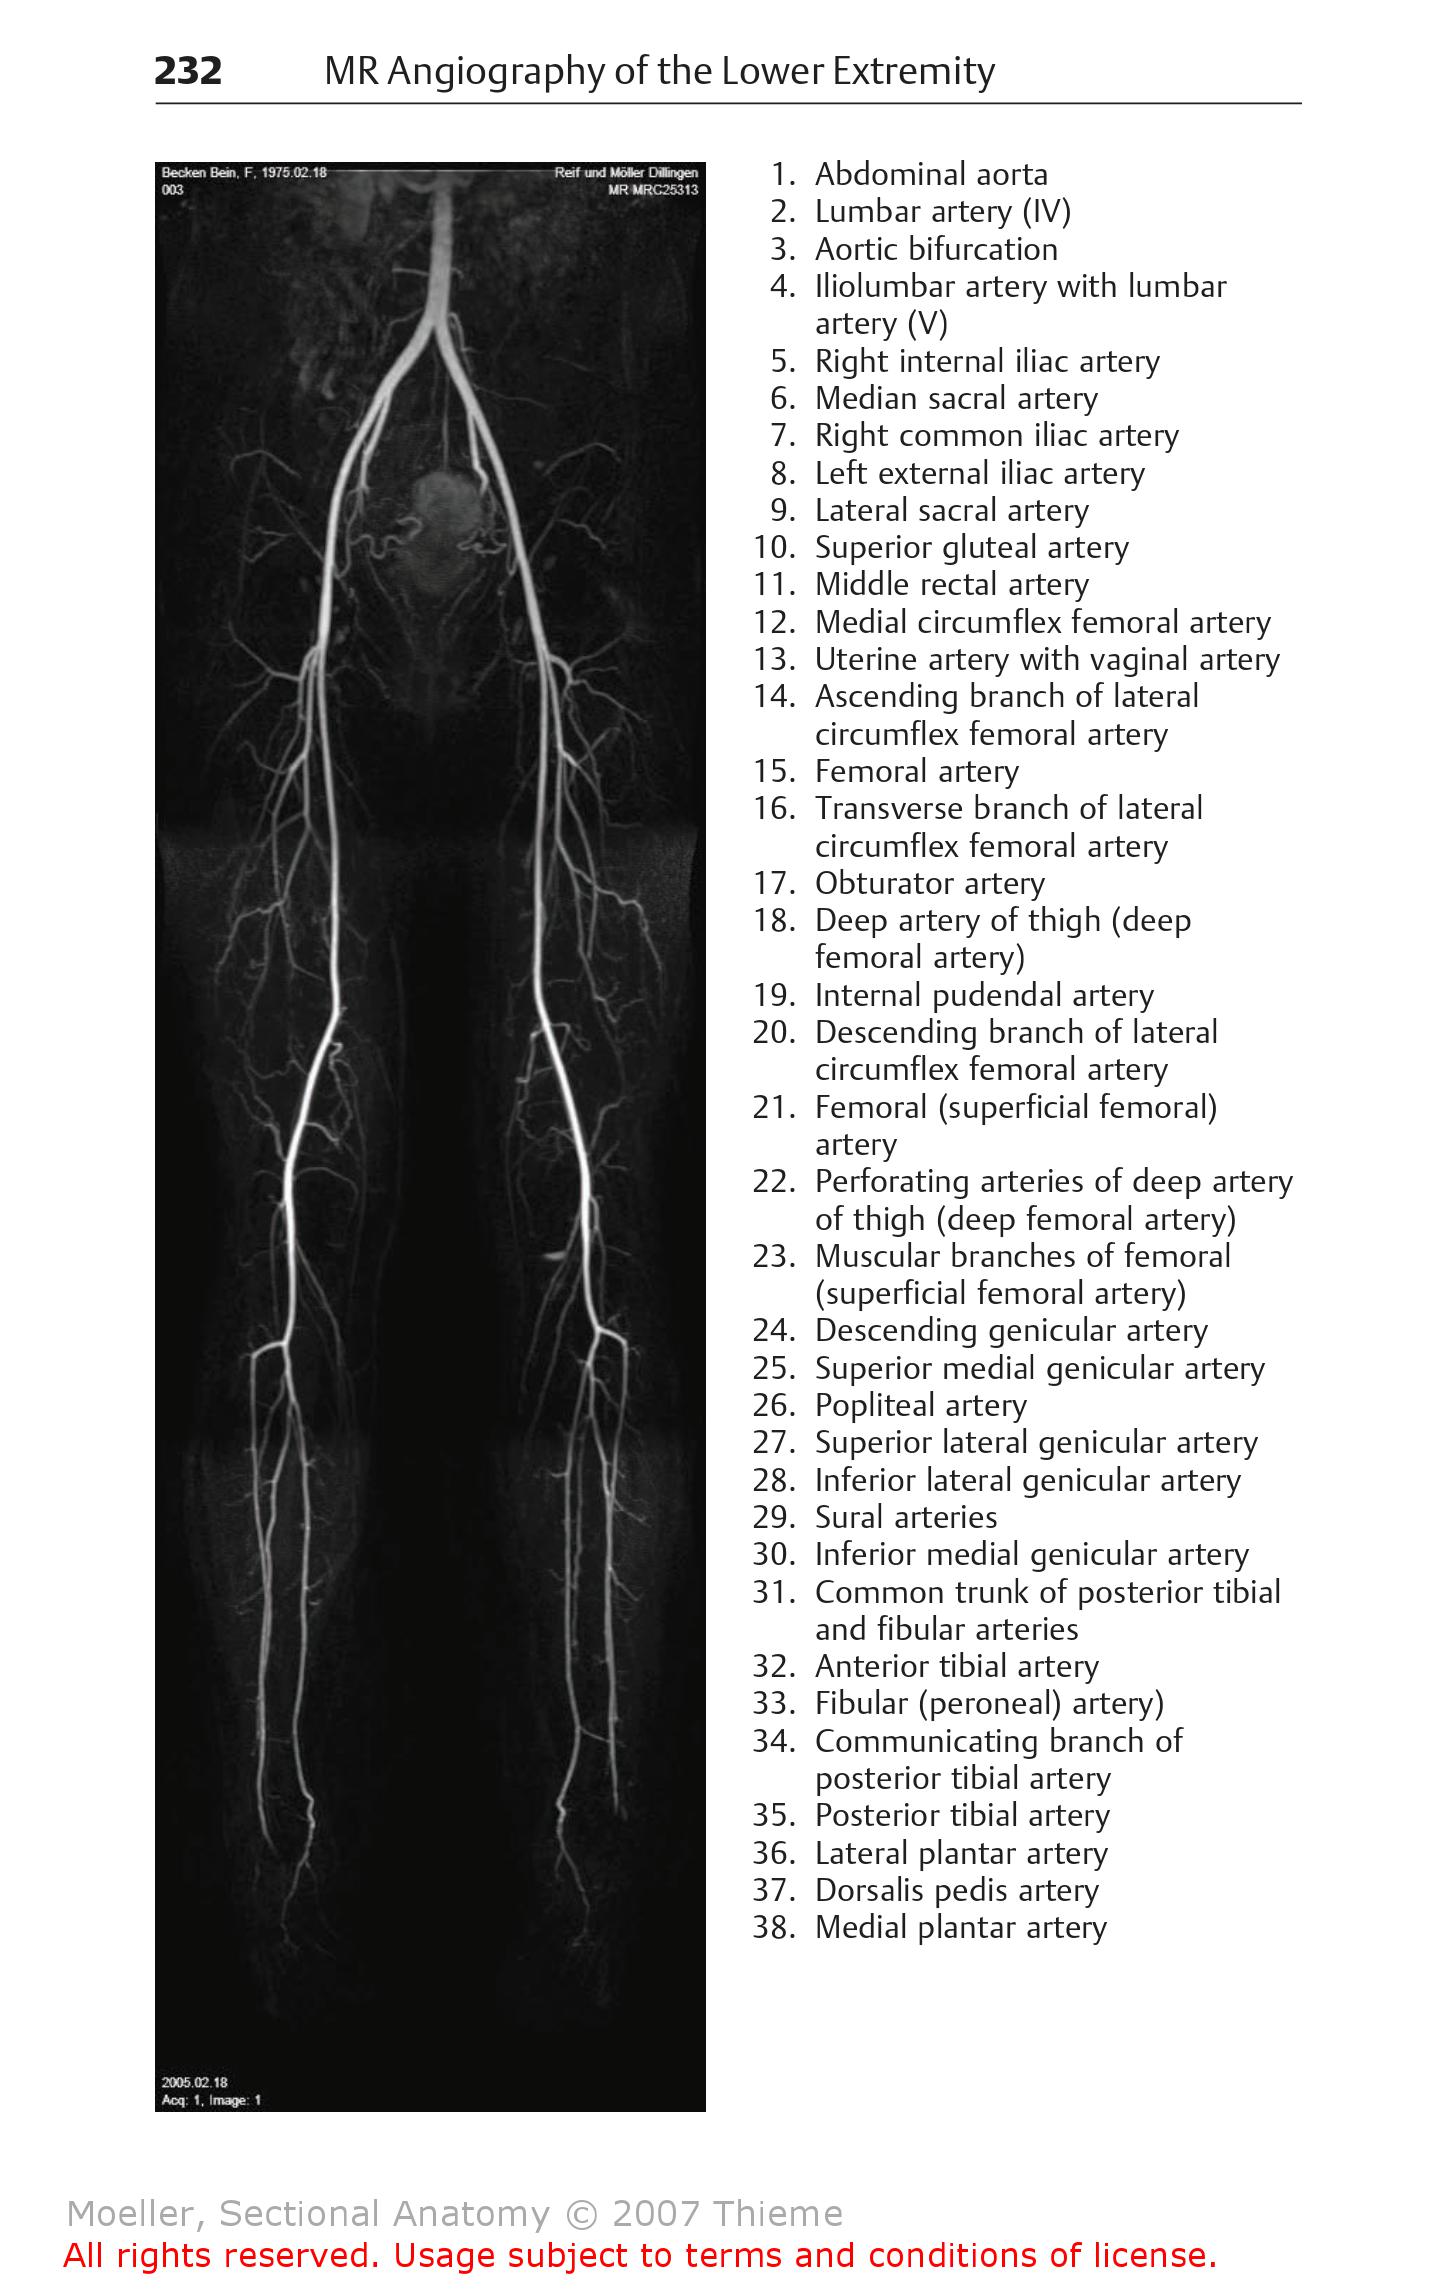 232 MR Angiography of the Lower Extremity
Becken Bein, F, 1975.02.18
003
Reif und Möller Dillingen
MR MRC25313
1. Abdominal aorta
2. Lumbar artery (IV)
3. Aortic bifurcation
4. Iliolumbar artery with lumbar
artery (V)
5. Right internal iliac artery
6. Median sacral artery
7. Right common iliac artery
8. Left external iliac artery
9. Lateral sacral artery
10. Superior gluteal artery
11. Middle rectal artery
12. Medial circumflex femoral artery
13. Uterine artery with vaginal artery
14. Ascending branch of lateral
circumflex femoral artery
15. Femoral artery
16. Transverse branch of lateral
circumflex femoral artery
17. Obturator artery
18. Deep artery of thigh (deep
femoral artery)
19. Internal pudendal artery
20. Descending branch of lateral
circumflex femoral artery
21. Femoral (superficial femoral)
artery
22. Perforating arteries of deep artery
of thigh (deep femoral artery)
23. Muscular branches of femoral
(superficial femoral artery)
24. Descending genicular artery
25. Superior medial genicular artery
26. Popliteal artery
27. Superior lateral genicular artery
28. Inferior lateral genicular artery
29. Sural arteries
30. Inferior medial genicular artery
31. Common trunk of posterior tibial
and fibular arteries
32. Anterior tibial artery
33. Fibular (peroneal) artery)
34. Communicating branch of
posterior tibial artery
35. Posterior tibial artery
36. Lateral plantar artery
37. Dorsalis pedis artery
38. Medial plantar artery
2005.02.18
Acq: 1, Image: 1
Moeller, Sectional Anatomy © 2007 Thieme
All rights reserved. Usage subject to terms and conditions of license.